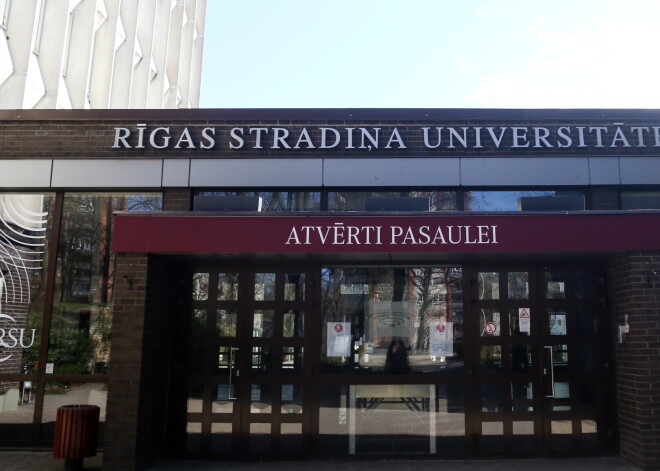 RĪGAS STRADIŅA UNIVERSITĀTE
ATVĒRTI PASAULEI
RSU